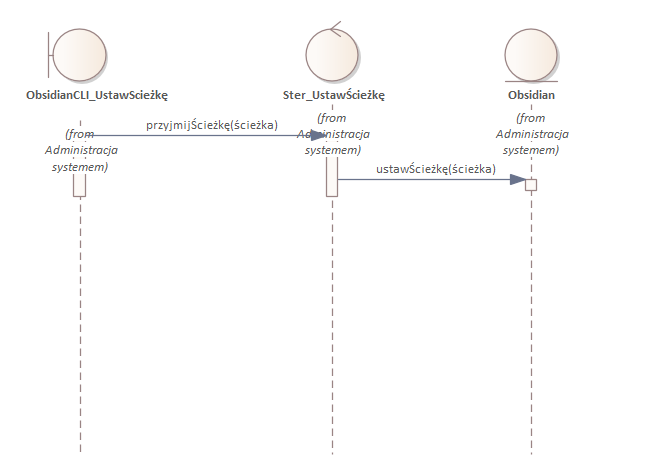 ObsidianCLI_UstawScieżkę
Ster_UstawŚcieżkę
Obsidian
(from
Administracja
systemem)
(from
Administracja
systemem)
(from
Administracja
systemem)
przyjmijŚcieżkę(ścieżka)
ustawŚcieżkę(ścieżka)